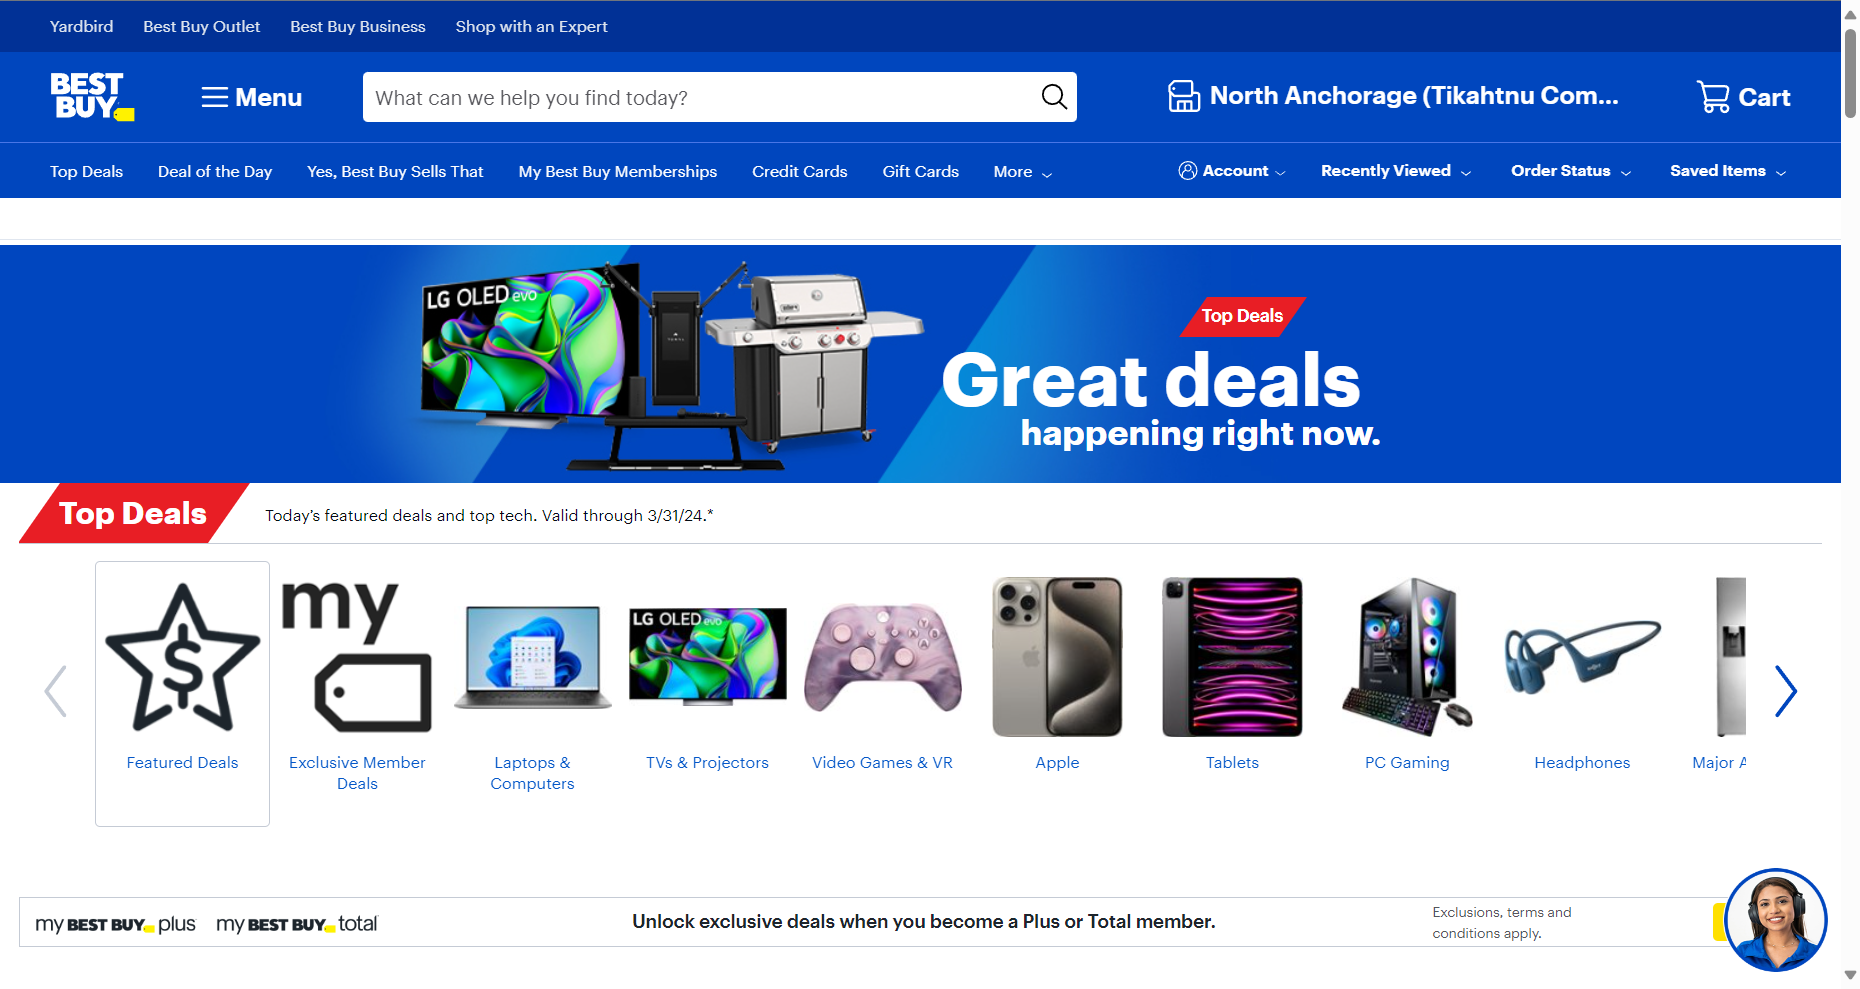 Yardbird Best Buy Outlet Best Buy Business Shop with an Expert
BEST
BUY
Menu
What can we help you find today?
North Anchorage (Tikahtnu Com...
Cart
Top Deals Deal of the Day Yes, Best Buy Sells That My Best Buy Memberships Credit Cards Gift Cards More
Account Recently Viewed Order Status Saved Items
LG OLED evo
Top Deals
Great deals
happening right now.
Top Deals
Today's featured deals and top tech. Valid through 3/31/24.*
my
LG OLED evo
Featured Deals
Exclusive Member
Deals
Laptops &
Computers
TVs & Projectors
Video Games & VR
Apple
Tablets
PC Gaming
Headphones
Major A
my BEST BUY plus my BEST BUY total
Unlock exclusive deals when you become a Plus or Total member.
Exclusions, terms and
conditions apply.